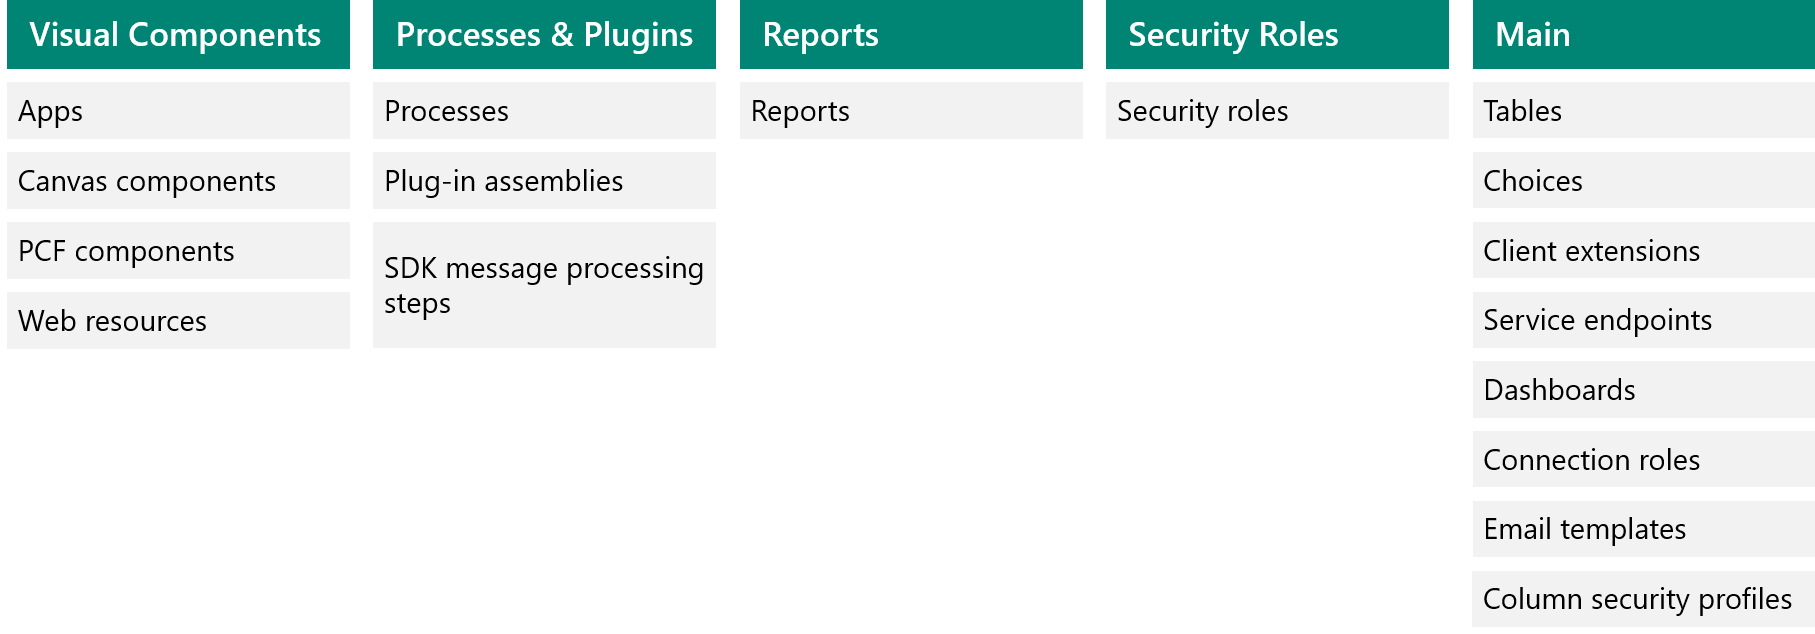 Visual Components
Apps
Canvas components
PCF components
Web resources
Processes & Plugins
Processes
Plug-in assemblies
SDK message processing
steps
Reports
Reports
Security Roles
Security roles
Main
Tables
Choices
Client extensions
Service endpoints
Dashboards
Connection roles
Email templates
Column security profiles